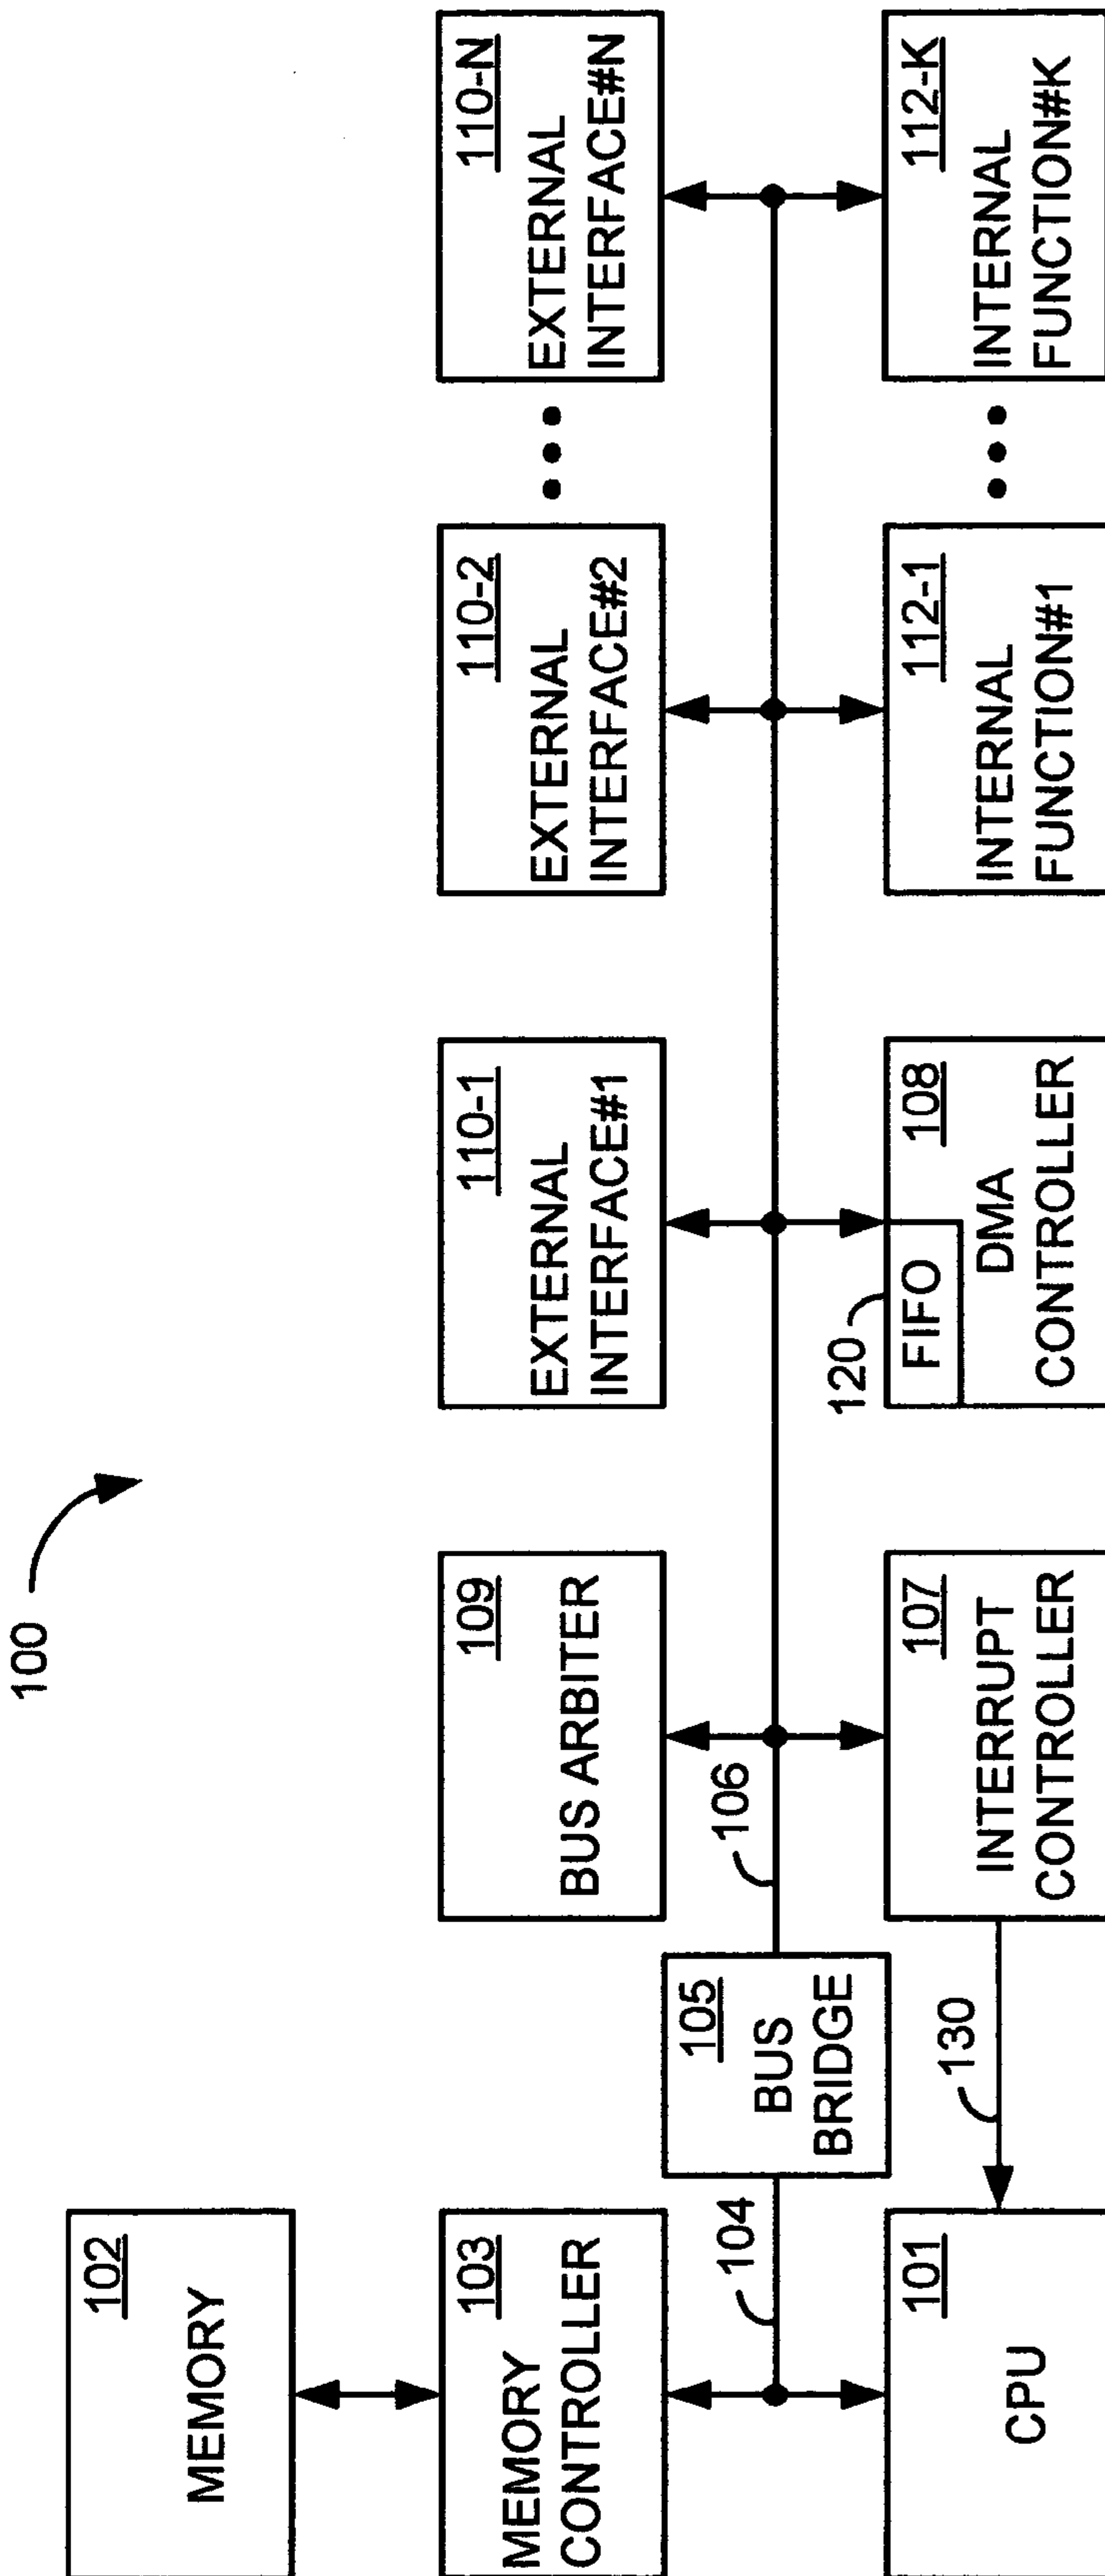 100
102
MEMORY
103
MEMORY
CONTROLLER
109
BUS ARBITER
110-1
EXTERNAL
INTERFACE#1
110-2
EXTERNAL
INTERFACE#2
110-N
EXTERNAL
INTERFACE#N
104
105
BUS
BRIDGE
106
101
CPU
130
107
INTERRUPT
CONTROLLER
120
FIFO
108
DMA
CONTROLLER
112-1
INTERNAL
FUNCTION#1
112-K
INTERNAL
FUNCTION#K